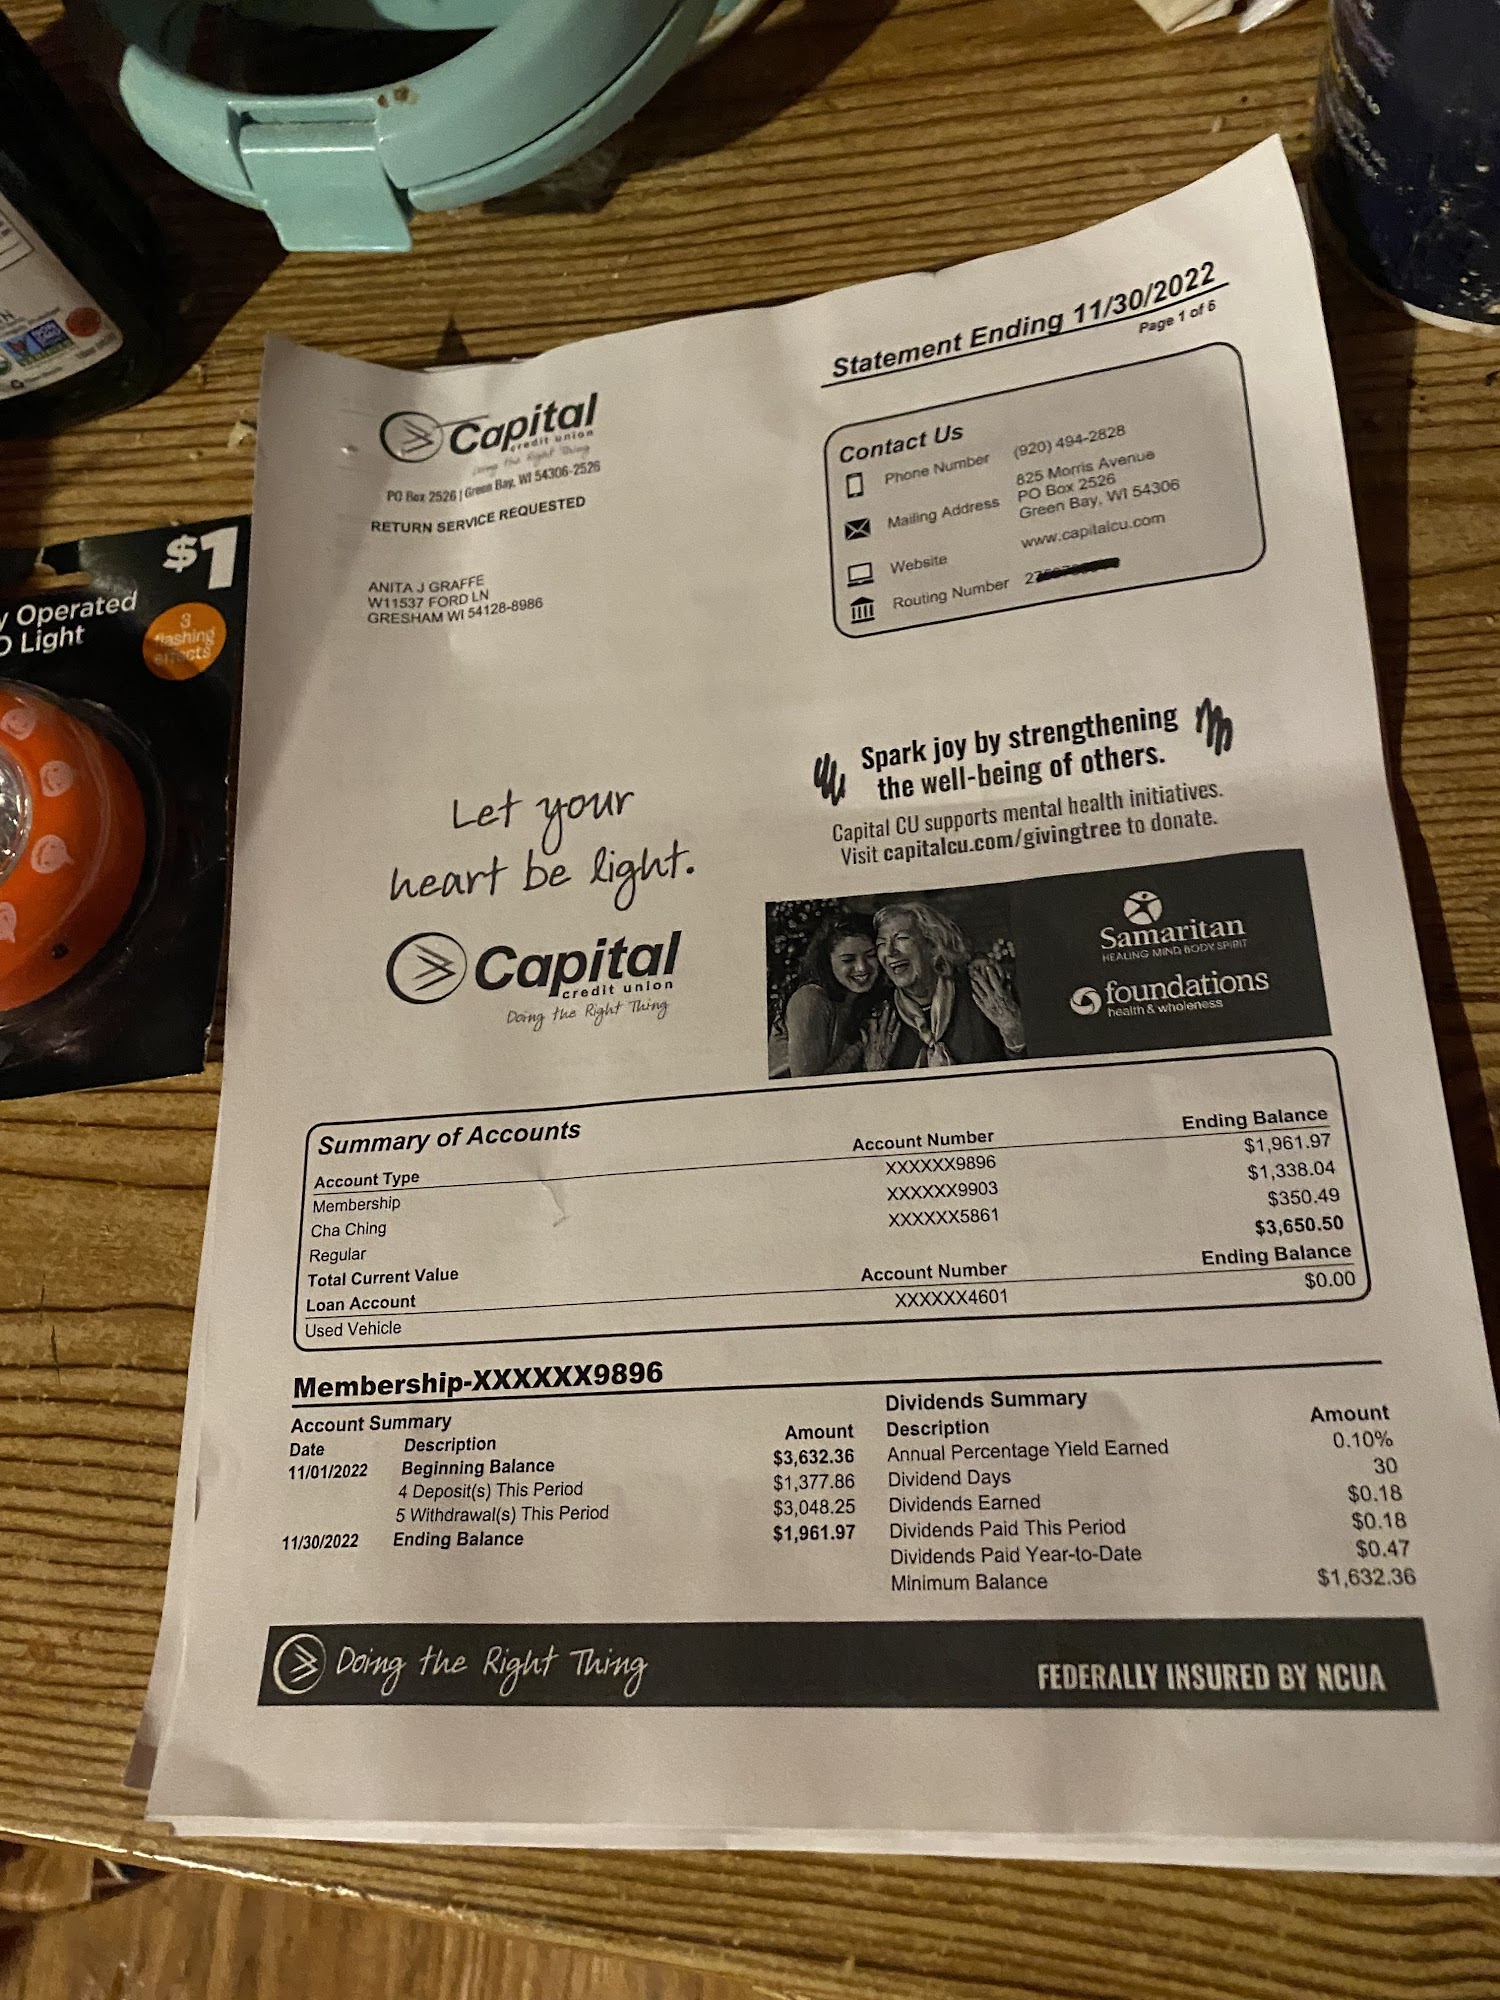 $1
y Operated
D Light
3
flashing
effects
Statement Ending 11/30/2022
Page 1 of 6
Capital
credit union
Doing the Right Thing
PO Box 2526 | Green Bay, WI 54306-2526
RETURN SERVICE REQUESTED
ANITA J GRAFFE
W11537 FORD LN
GRESHAM WI 54128-8986
Contact Us
Phone Number (920) 494-2828
Mailing Address 825 Morris Avenue
PO Box 2526
Green Bay, WI 54306
Website www.capitalcu.com
Routing Number
Let your
heart be light.
Capital
credit union
Doing the Right Thing
Spark joy by strengthening
the well-being of others.
Capital CU supports mental health initiatives.
Visit capitalcu.com/givingtree to donate.
Samaritan
HEALING MIND BODY SPIRIT
foundations
health & wholeness
Summary of Accounts
Account Type Account Number Ending Balance
Membership XXXXXX9896 $1,961.97
Cha Ching XXXXXX9903 $1,338.04
Regular XXXXXX5861 $350.49
Total Current Value $3,650.50
Loan Account Account Number Ending Balance
Used Vehicle XXXXXX4601 $0.00
Membership-XXXXXX9896
Account Summary
Date Description Amount
11/01/2022 Beginning Balance $3,632.36
4 Deposit(s) This Period $1,377.86
5 Withdrawal(s) This Period $3,048.25
11/30/2022 Ending Balance $1,961.97
Dividends Summary
Description Amount
Annual Percentage Yield Earned 0.10%
Dividend Days 30
Dividends Earned $0.18
Dividends Paid This Period $0.18
Dividends Paid Year-to-Date $0.47
Minimum Balance $1,632.36
Doing the Right Thing
FEDERALLY INSURED BY NCUA